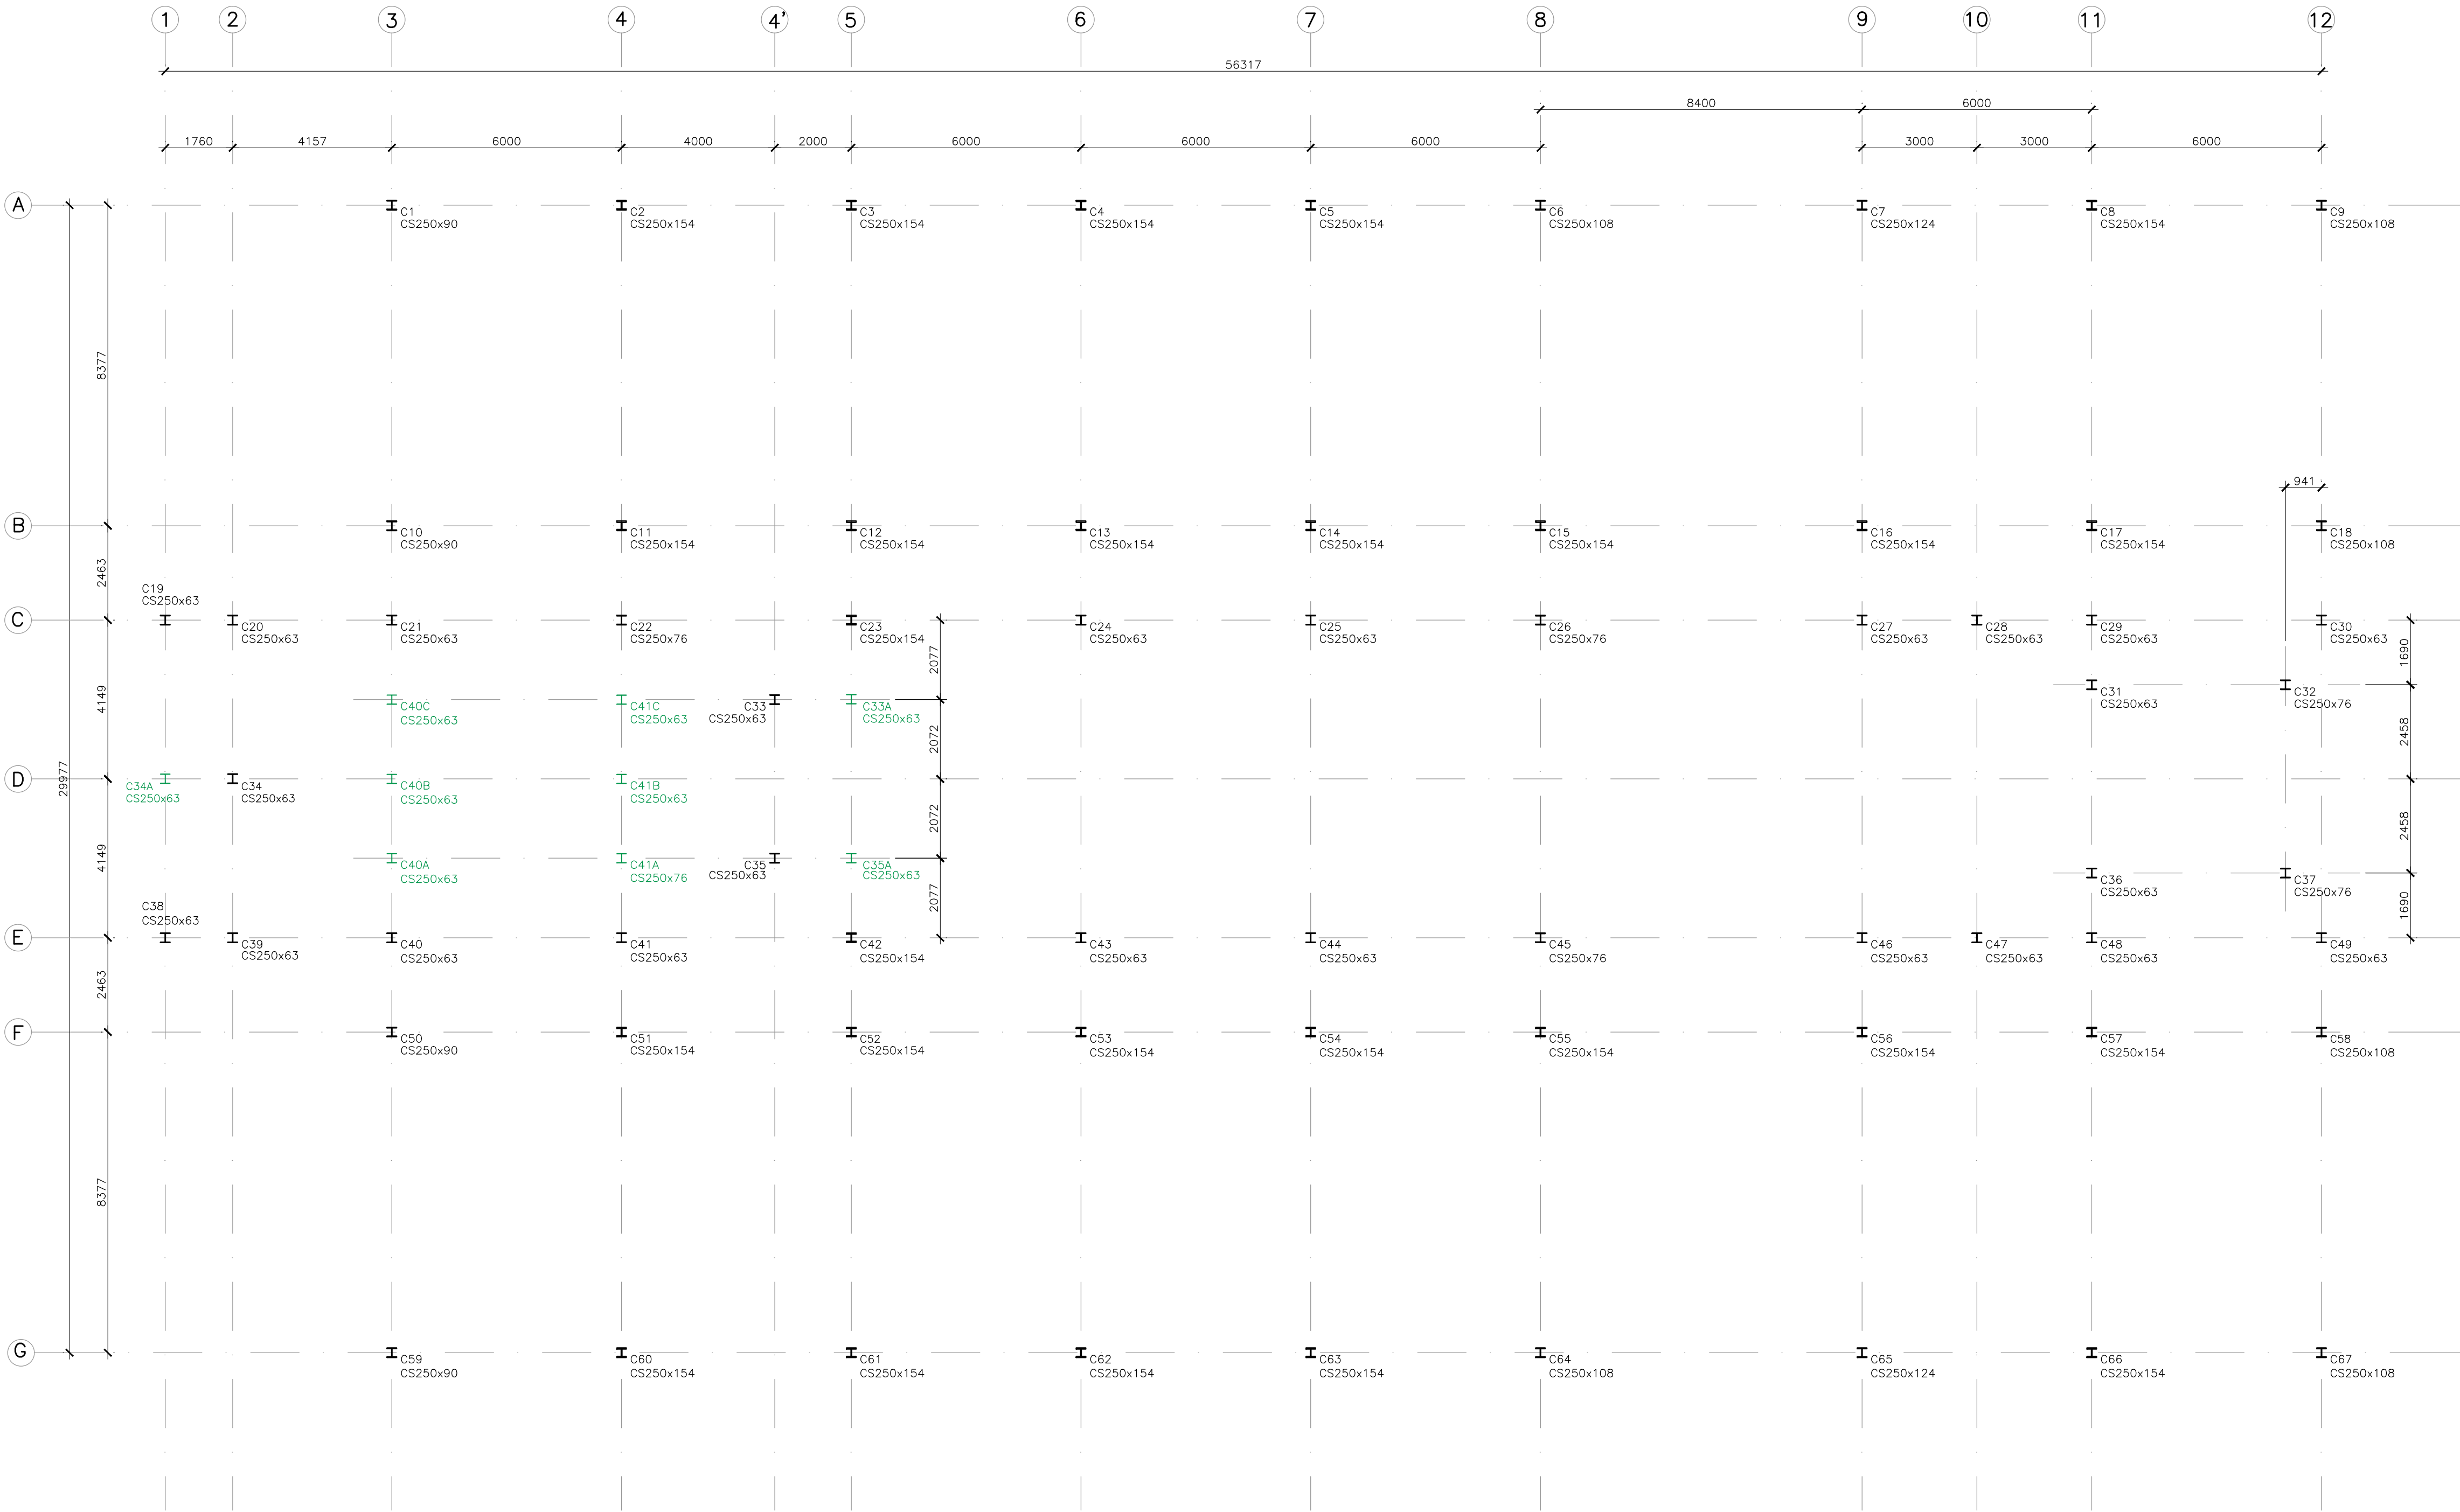 1 2 3 4 4' 5 6 7 8 9 10 11 12
56317
8400 6000
1760 4157 6000 4000 2000 6000 6000 6000 3000 3000 6000
A C1 C2 C3 C4 C5 C6 C7 C8 C9
CS250x90 CS250x154 CS250x154 CS250x154 CS250x154 CS250x108 CS250x124 CS250x154 CS250x108
8377
941
B C10 C11 C12 C13 C14 C15 C16 C17 C18
CS250x90 CS250x154 CS250x154 CS250x154 CS250x154 CS250x154 CS250x154 CS250x154 CS250x108
2463
C19
CS250x63
C C20 C21 C22 C23 C24 C25 C26 C27 C28 C29 C30
CS250x63 CS250x63 CS250x76 CS250x154 CS250x63 CS250x63 CS250x76 CS250x63 CS250x63 CS250x63 CS250x63
2077 1690
C31 C32
CS250x63 CS250x76
4149
C40C C41C C33 C33A
CS250x63 CS250x63 CS250x63 CS250x63
2072 2458
29977
D C34A C34 C40B C41B
CS250x63 CS250x63 CS250x63 CS250x63
2072 2458
4149
C40A C41A C35 C35A
CS250x63 CS250x76 CS250x63 CS250x63
C36 C37
CS250x63 CS250x76
2077 1690
C38
CS250x63
E C39 C40 C41 C42 C43 C44 C45 C46 C47 C48 C49
CS250x63 CS250x63 CS250x63 CS250x154 CS250x63 CS250x63 CS250x76 CS250x63 CS250x63 CS250x63 CS250x63
2463
F C50 C51 C52 C53 C54 C55 C56 C57 C58
CS250x90 CS250x154 CS250x154 CS250x154 CS250x154 CS250x154 CS250x154 CS250x154 CS250x108
8377
G C59 C60 C61 C62 C63 C64 C65 C66 C67
CS250x90 CS250x154 CS250x154 CS250x154 CS250x154 CS250x108 CS250x124 CS250x154 CS250x108